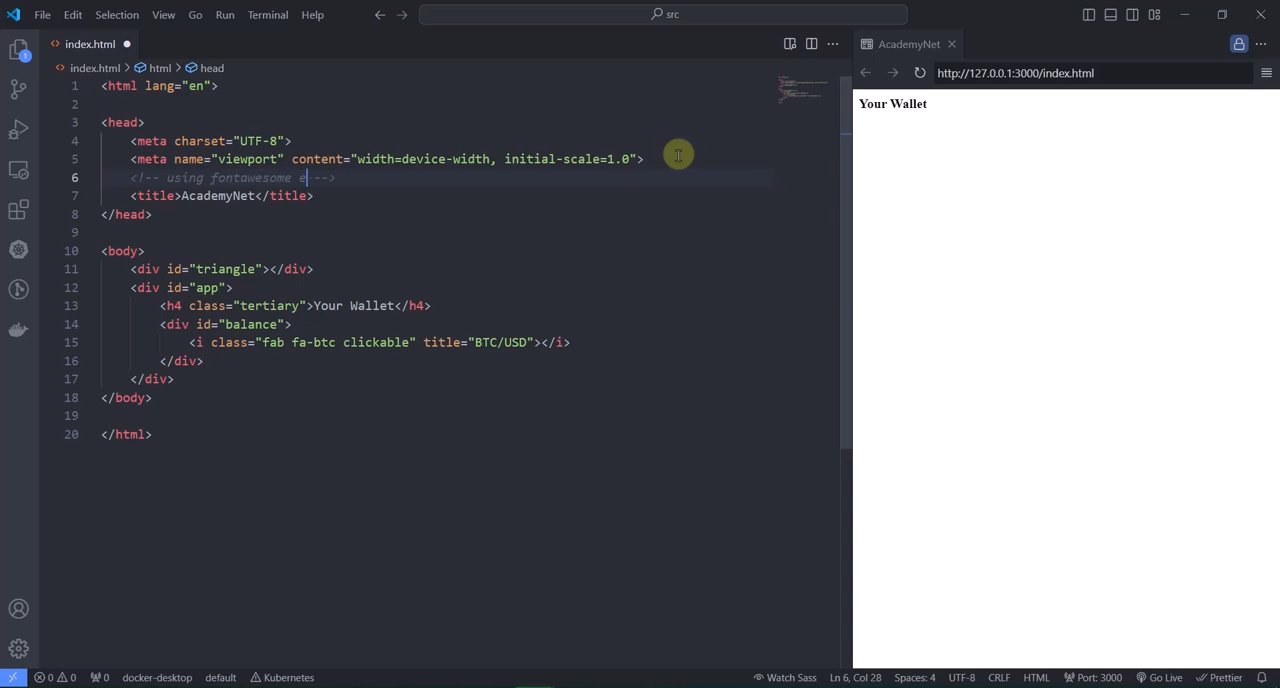 File Edit Selection View Go Run Terminal Help
src
index.html
AcademyNet
index.html > html > head
http://127.0.0.1:3000/index.html
1 <html lang="en">
2
3 <head>
4 <meta charset="UTF-8">
5 <meta name="viewport" content="width=device-width, initial-scale=1.0">
6 <!-- using fontawesome e -->
7 <title>AcademyNet</title>
8 </head>
9
10 <body>
11 <div id="triangle"></div>
12 <div id="app">
13 <h4 class="tertiary">Your Wallet</h4>
14 <div id="balance">
15 <i class="fab fa-btc clickable" title="BTC/USD"></i>
16 </div>
17 </div>
18 </body>
19
20 </html>
Your Wallet
1
0 0 0 docker-desktop default Kubernetes Watch Sass Ln 6, Col 28 Spaces: 4 UTF-8 CRLF HTML Port: 3000 Go Live Prettier